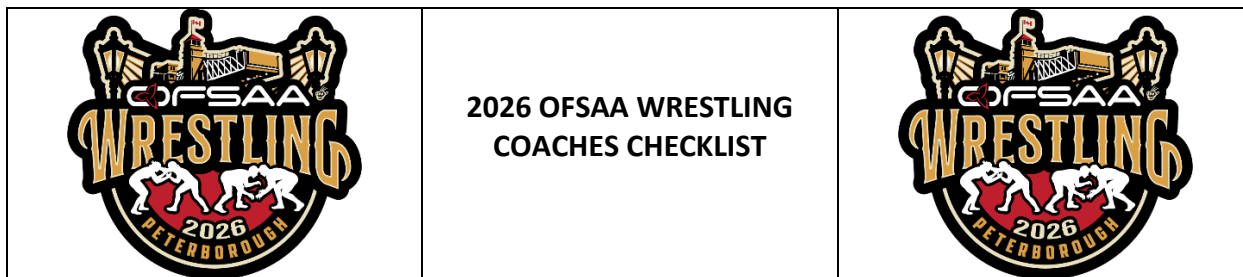 OFSAA
WRESTLING
2026
PETERBOROUGH
2026 OFSAA WRESTLING
COACHES CHECKLIST
OFSAA
WRESTLING
2026
PETERBOROUGH